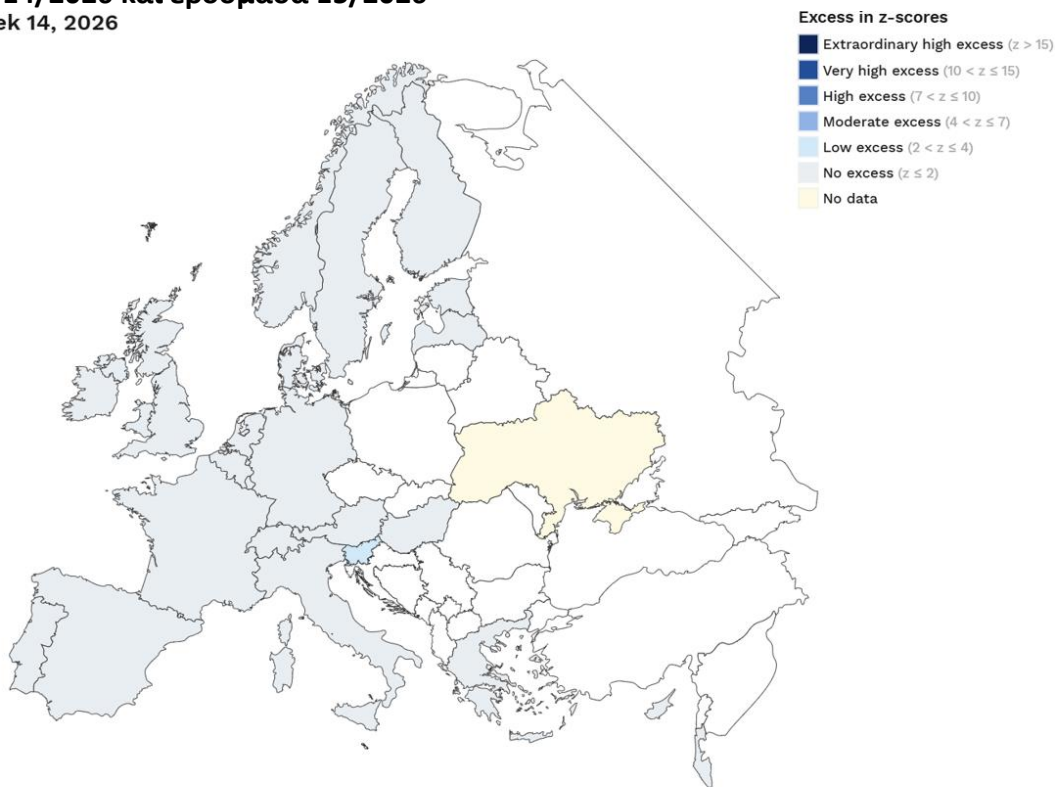 14/2026 και εβδομάδα 15/2026
ek 14, 2026
Excess in z-scores
Extraordinary high excess (z > 15)
Very high excess (10 < z ≤ 15)
High excess (7 < z ≤ 10)
Moderate excess (4 < z ≤ 7)
Low excess (2 < z ≤ 4)
No excess (z ≤ 2)
No data